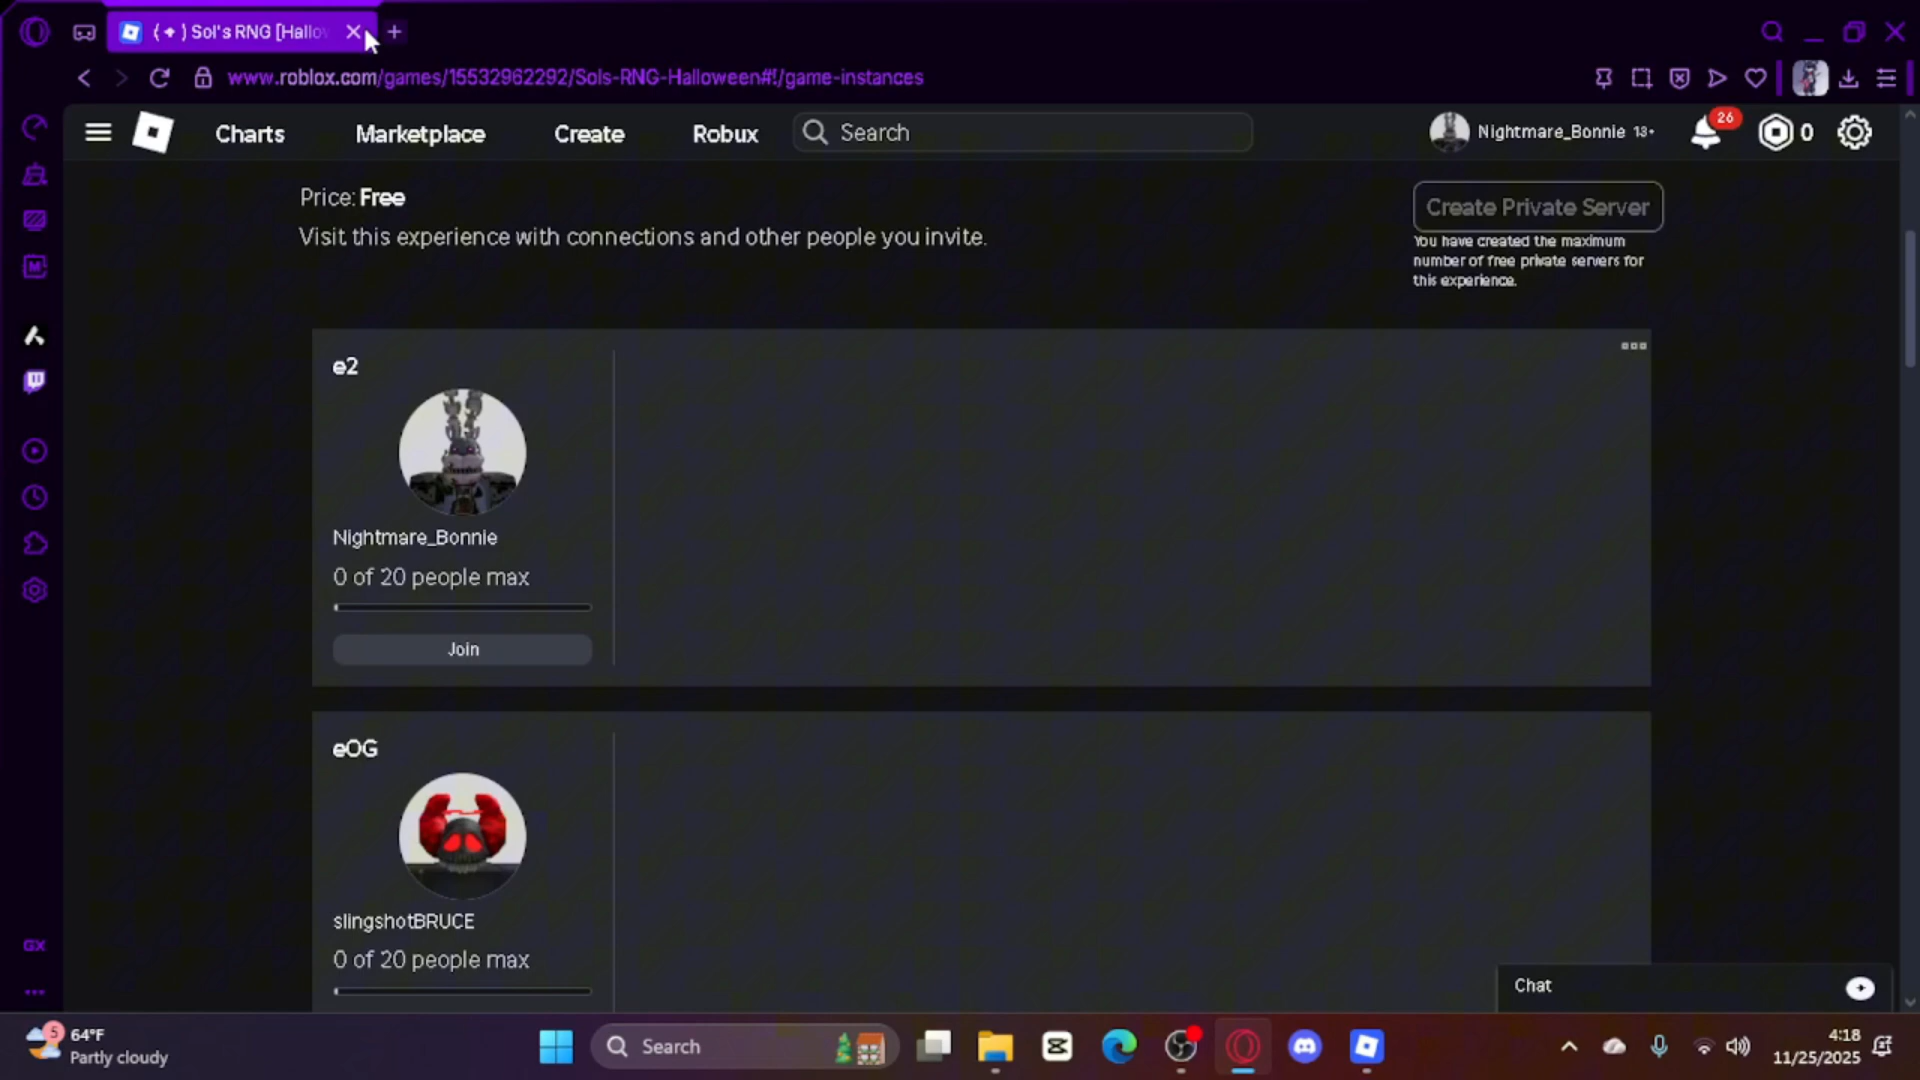 ( ✦ ) Sol's RNG [Hallo
www.roblox.com/games/15532962292/Sols-RNG-Halloween#!/game-instances
Charts
Marketplace
Create
Robux
Search
Nightmare_Bonnie 13+
26
0
Price: Free
Create Private Server
Visit this experience with connections and other people you invite.
You have created the maximum
number of free private servers for
this experience.
e2
Nightmare_Bonnie
0 of 20 people max
Join
eOG
slingshotBRUCE
0 of 20 people max
GX
Chat
5
64°F
Partly cloudy
Search
4:18
11/25/2025